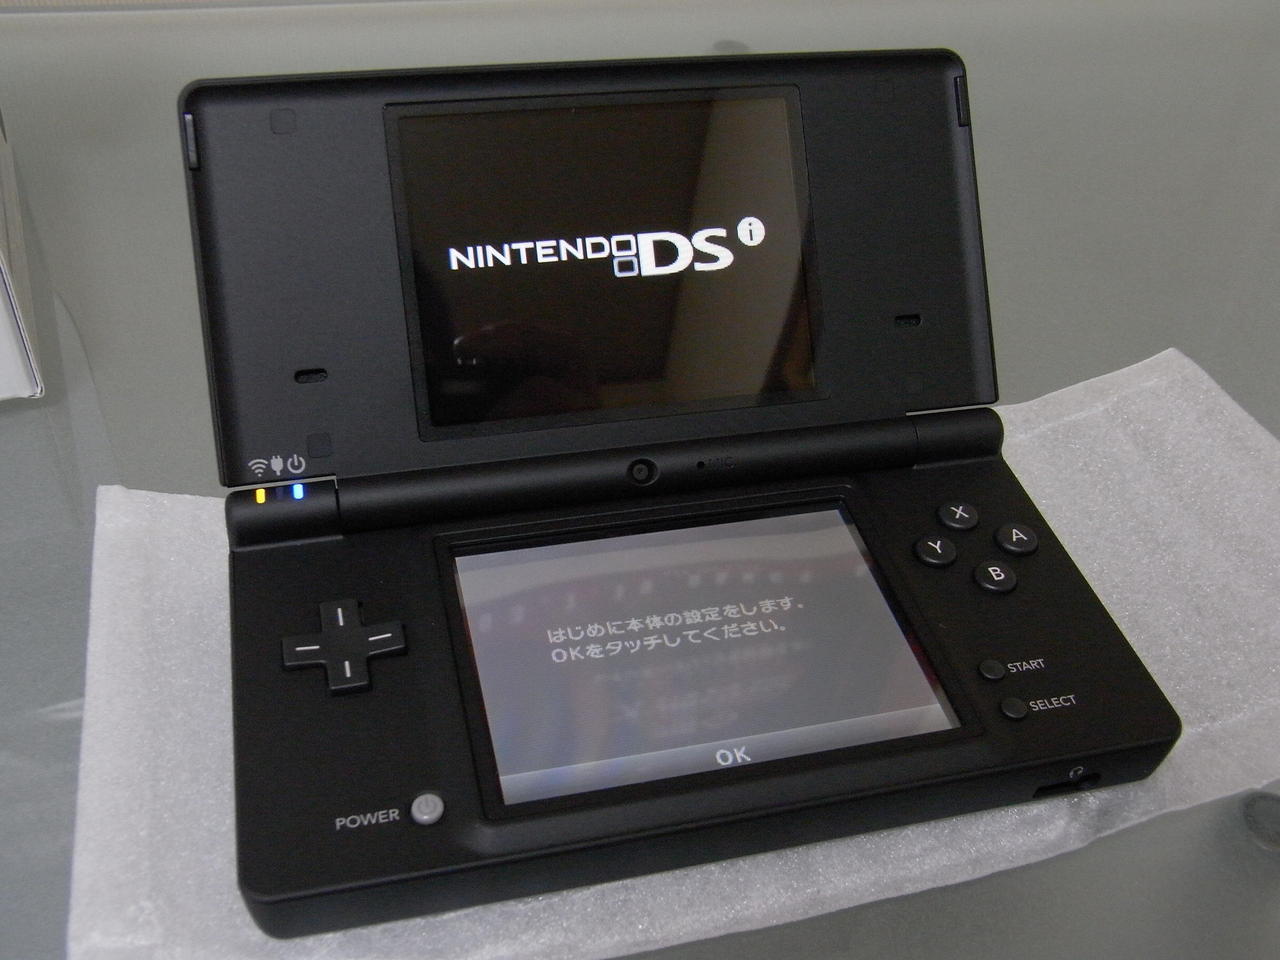 NINTENDO DS i
MIC
X
Y
A
B
はじめに本体の設定をします。
OKをタッチしてください。
START
SELECT
OK
POWER